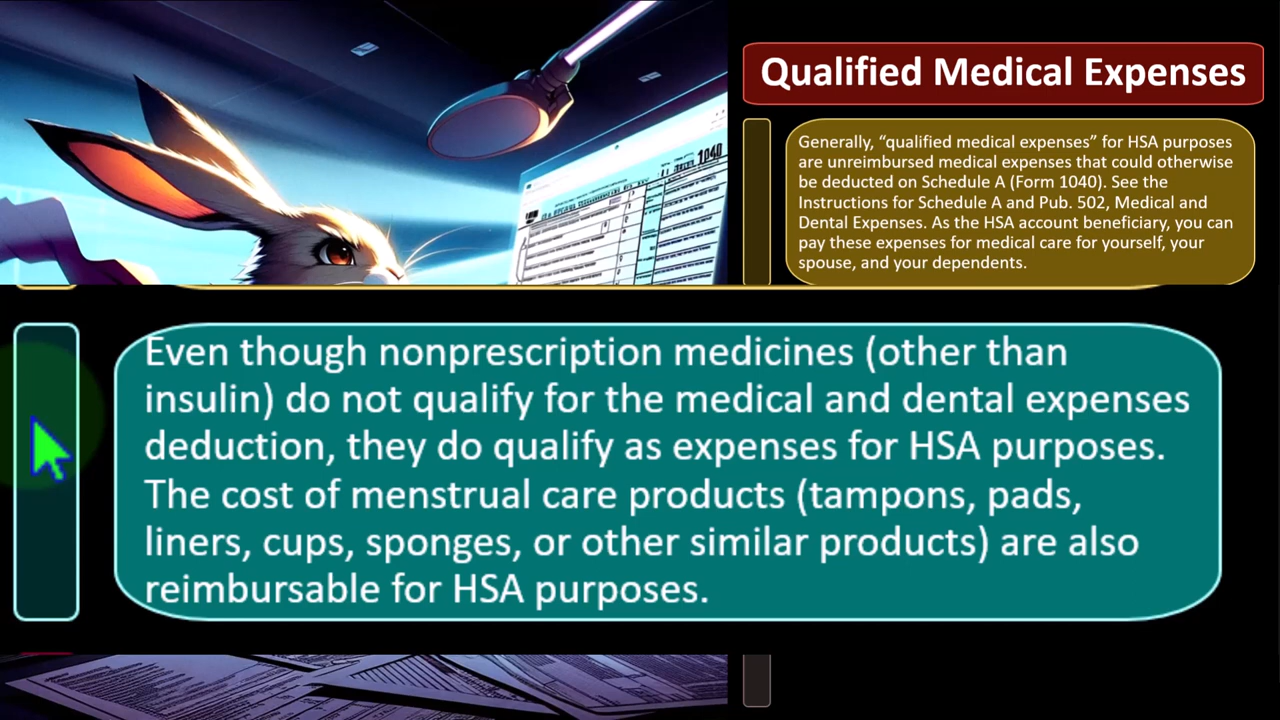 1040
Qualified Medical Expenses
Generally, “qualified medical expenses” for HSA purposes
are unreimbursed medical expenses that could otherwise
be deducted on Schedule A (Form 1040). See the
Instructions for Schedule A and Pub. 502, Medical and
Dental Expenses. As the HSA account beneficiary, you can
pay these expenses for medical care for yourself, your
spouse, and your dependents.
Even though nonprescription medicines (other than
insulin) do not qualify for the medical and dental expenses
deduction, they do qualify as expenses for HSA purposes.
The cost of menstrual care products (tampons, pads,
liners, cups, sponges, or other similar products) are also
reimbursable for HSA purposes.